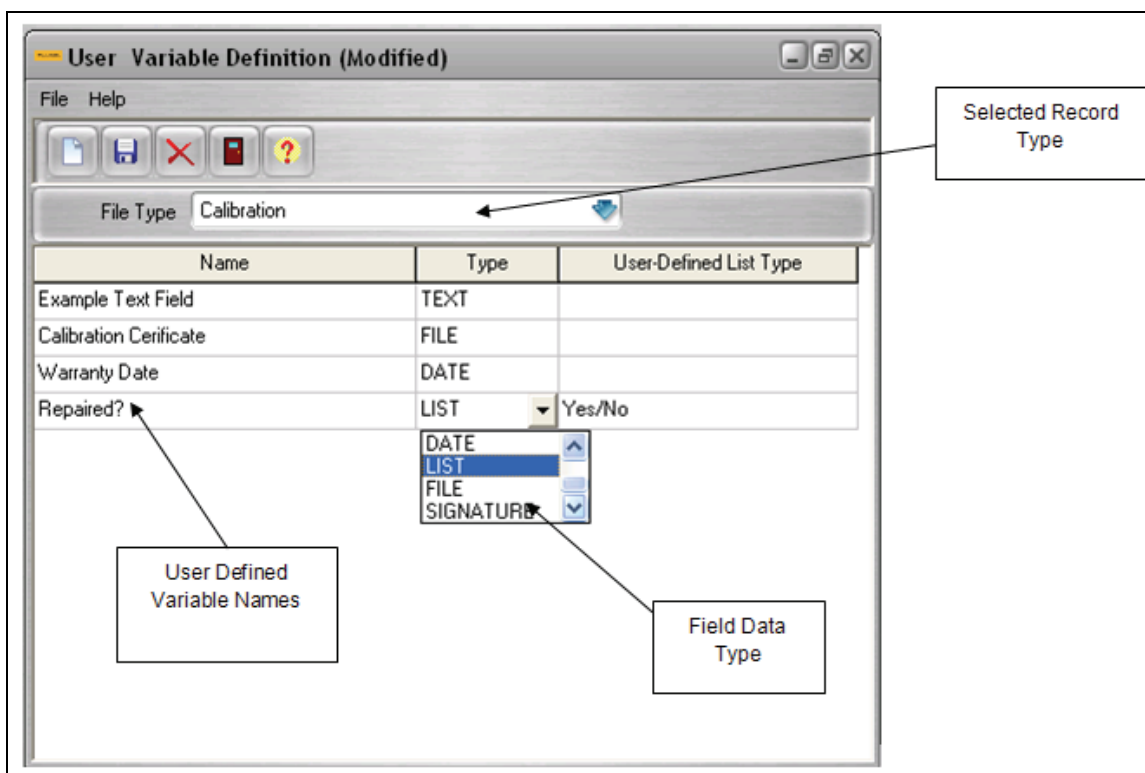 User Variable Definition (Modified)
File Help
Selected Record
Type
File Type Calibration
Name Type User-Defined List Type
Example Text Field TEXT
Calibration Cerificate FILE
Warranty Date DATE
Repaired? LIST Yes/No
DATE
LIST
FILE
SIGNATURE
User Defined
Variable Names
Field Data
Type